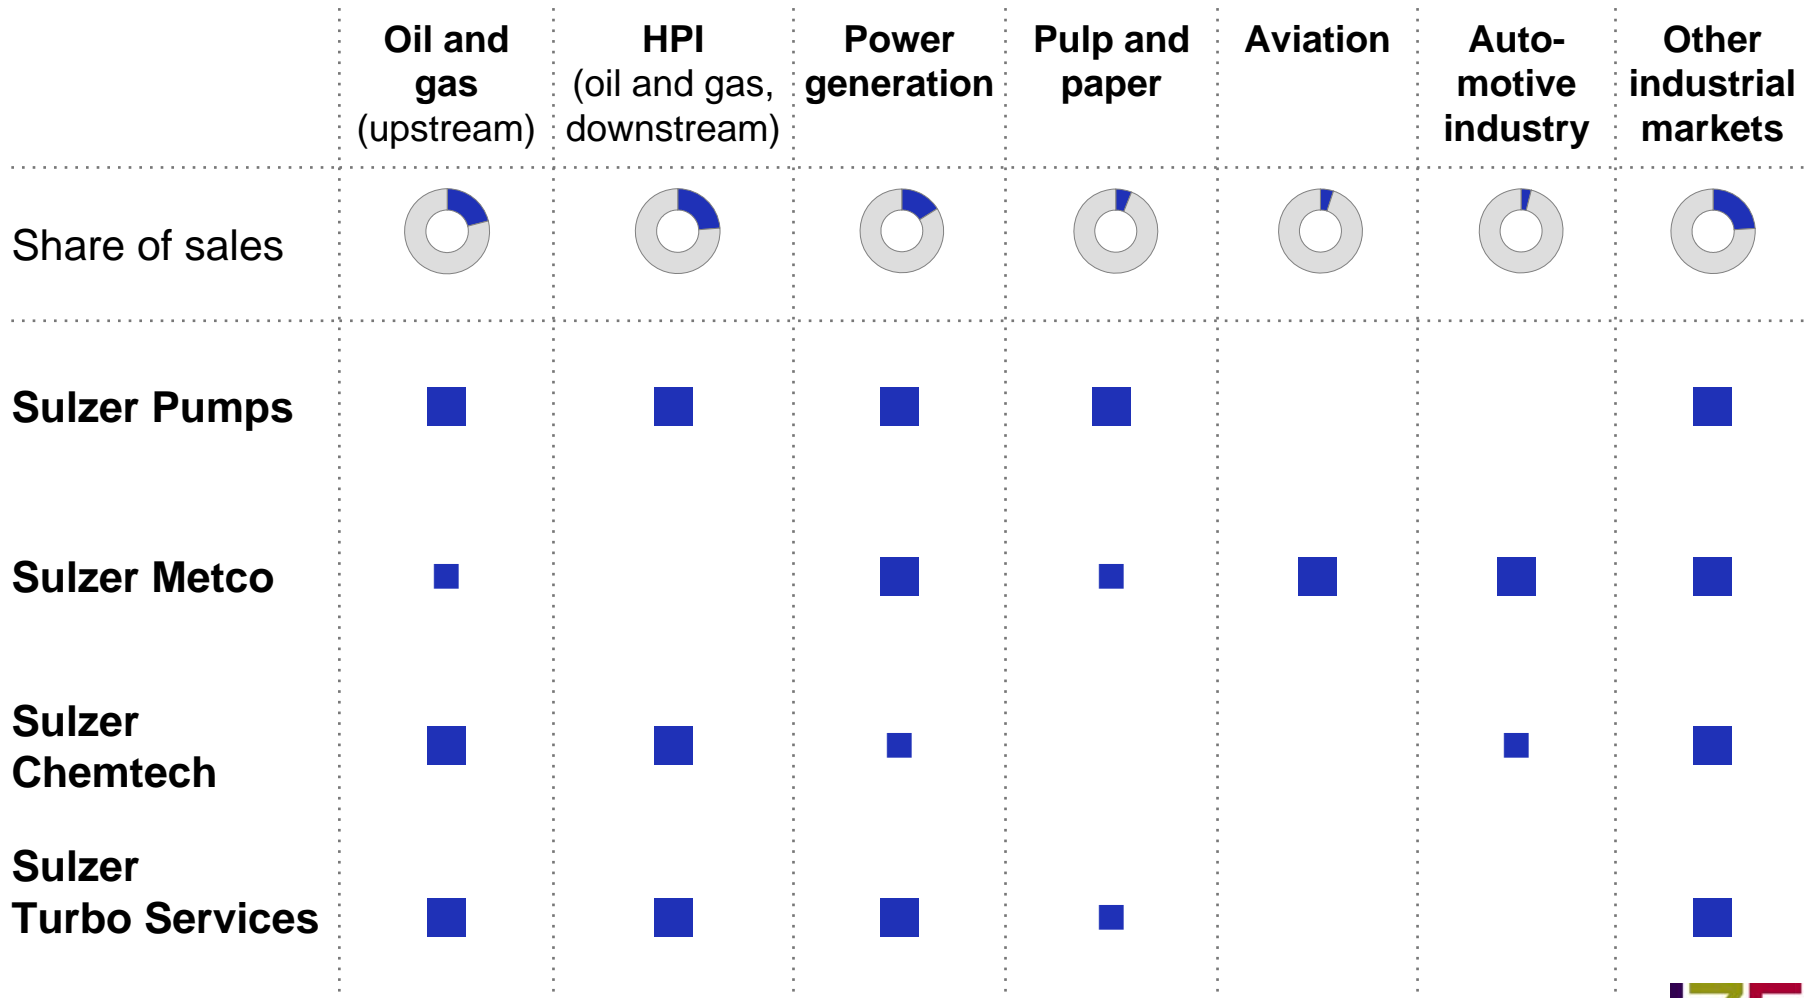 Oil and
gas
(upstream)
HPI
(oil and gas,
downstream)
Power
generation
Pulp and
paper
Aviation
Auto-
motive
industry
Other
industrial
markets
Share of sales
Sulzer Pumps
Sulzer Metco
Sulzer
Chemtech
Sulzer
Turbo Services